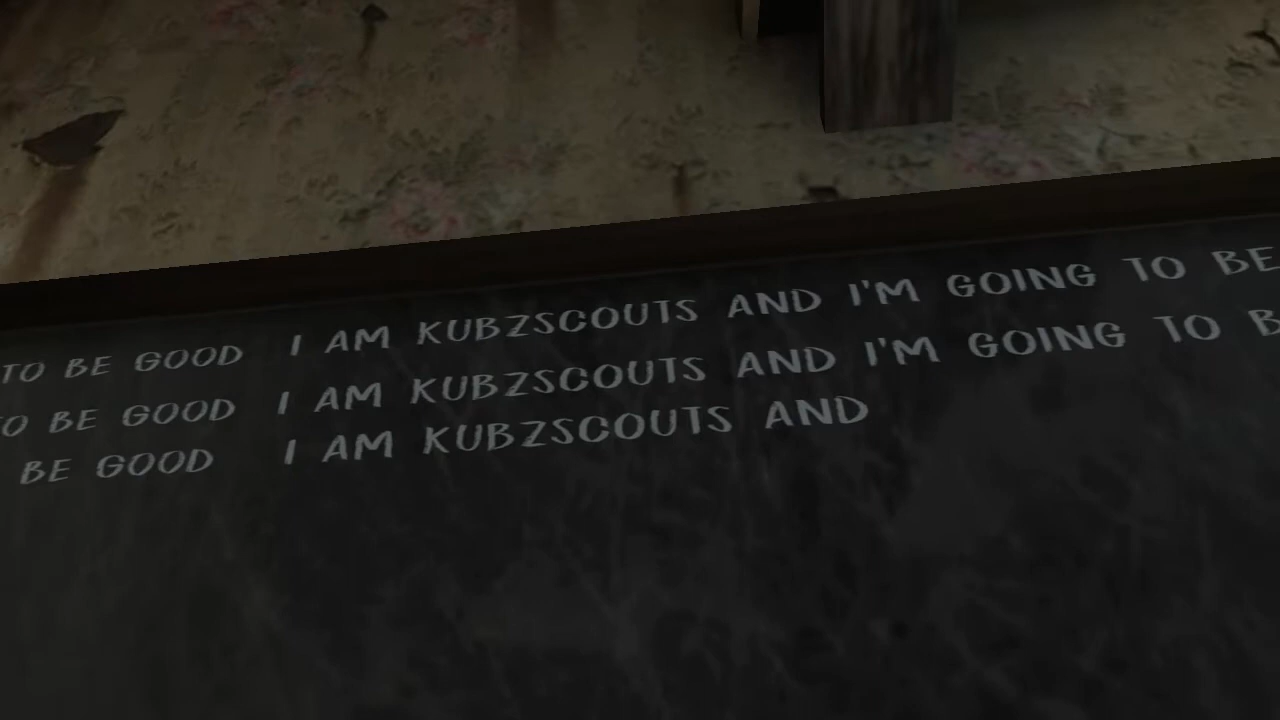 TO BE GOOD I AM KUBZSCOUTS AND I'M GOING TO BE
TO BE GOOD I AM KUBZSCOUTS AND I'M GOING TO B
BE GOOD I AM KUBZSCOUTS AND